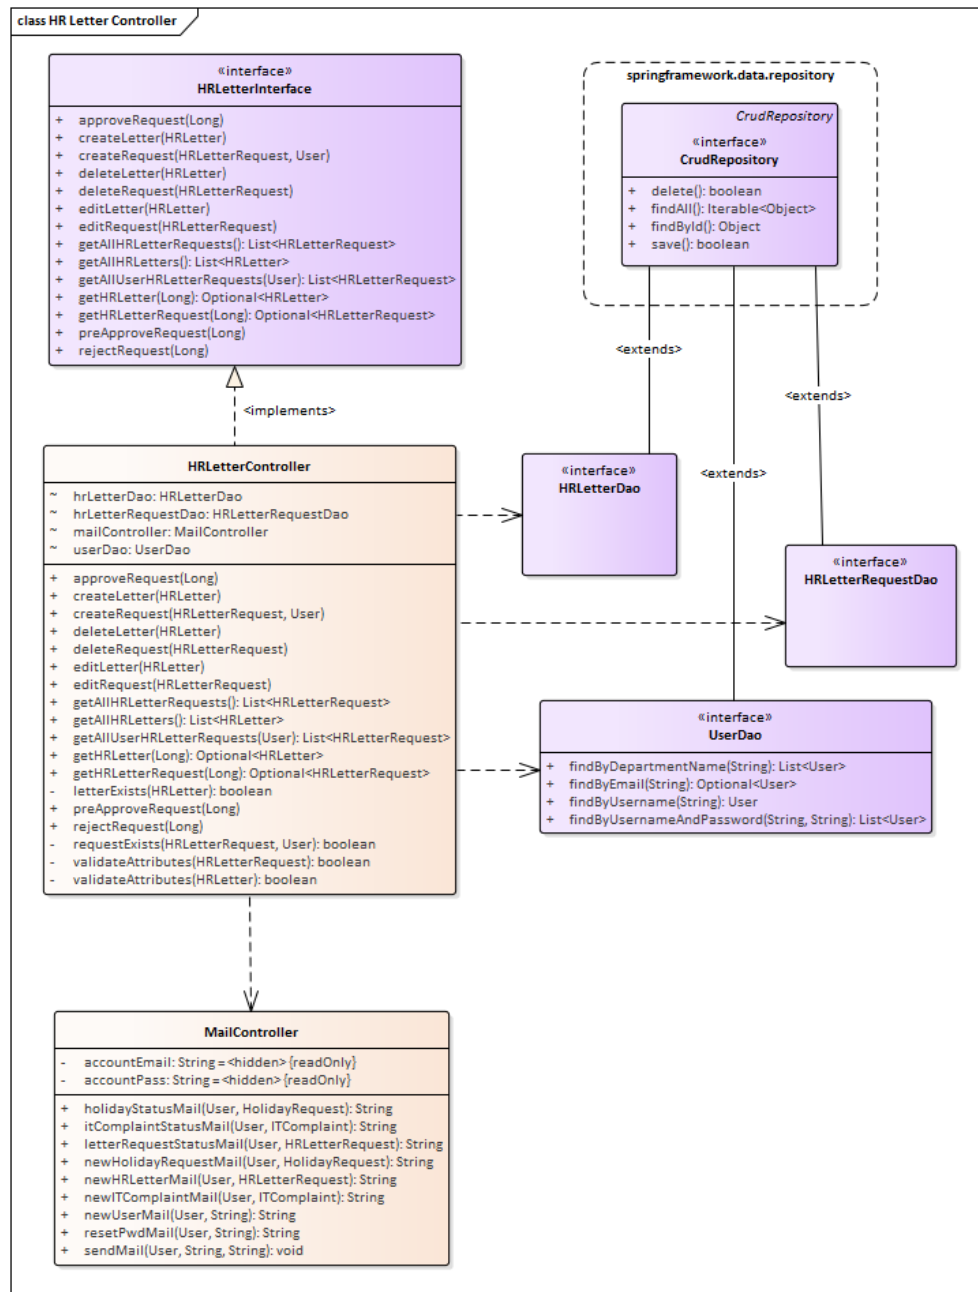 class HR Letter Controller
«interface»
HRLetterInterface
+ approveRequest(Long)
+ createLetter(HRLetter)
+ createRequest(HRLetterRequest, User)
+ deleteLetter(HRLetter)
+ deleteRequest(HRLetterRequest)
+ editLetter(HRLetter)
+ editRequest(HRLetterRequest)
+ getAllHRLetterRequests(): List<HRLetterRequest>
+ getAllHRLetters(): List<HRLetter>
+ getAllUserHRLetterRequests(User): List<HRLetterRequest>
+ getHRLetter(Long): Optional<HRLetter>
+ getHRLetterRequest(Long): Optional<HRLetterRequest>
+ preApproveRequest(Long)
+ rejectRequest(Long)
springframework.data.repository
CrudRepository
«interface»
CrudRepository
+ delete(): boolean
+ findAll(): Iterable<Object>
+ findById(): Object
+ save(): boolean
<extends>
<extends>
<extends>
<implements>
HRLetterController
~ hrLetterDao: HRLetterDao
~ hrLetterRequestDao: HRLetterRequestDao
~ mailController: MailController
~ userDao: UserDao
+ approveRequest(Long)
+ createLetter(HRLetter)
+ createRequest(HRLetterRequest, User)
+ deleteLetter(HRLetter)
+ deleteRequest(HRLetterRequest)
+ editLetter(HRLetter)
+ editRequest(HRLetterRequest)
+ getAllHRLetterRequests(): List<HRLetterRequest>
+ getAllHRLetters(): List<HRLetter>
+ getAllUserHRLetterRequests(User): List<HRLetterRequest>
+ getHRLetter(Long): Optional<HRLetter>
+ getHRLetterRequest(Long): Optional<HRLetterRequest>
- letterExists(HRLetter): boolean
+ preApproveRequest(Long)
+ rejectRequest(Long)
- requestExists(HRLetterRequest, User): boolean
- validateAttributes(HRLetterRequest): boolean
- validateAttributes(HRLetter): boolean
«interface»
HRLetterDao
«interface»
HRLetterRequestDao
«interface»
UserDao
+ findByDepartmentName(String): List<User>
+ findByEmail(String): Optional<User>
+ findByUsername(String): User
+ findByUsernameAndPassword(String, String): List<User>
MailController
- accountEmail: String = <hidden> {readOnly}
- accountPass: String = <hidden> {readOnly}
+ holidayStatusMail(User, HolidayRequest): String
+ itComplaintStatusMail(User, ITComplaint): String
+ letterRequestStatusMail(User, HRLetterRequest): String
+ newHolidayRequestMail(User, HolidayRequest): String
+ newHRLetterMail(User, HRLetterRequest): String
+ newITComplaintMail(User, ITComplaint): String
+ newUserMail(User, String): String
+ resetPwdMail(User, String): String
+ sendMail(User, String, String): void